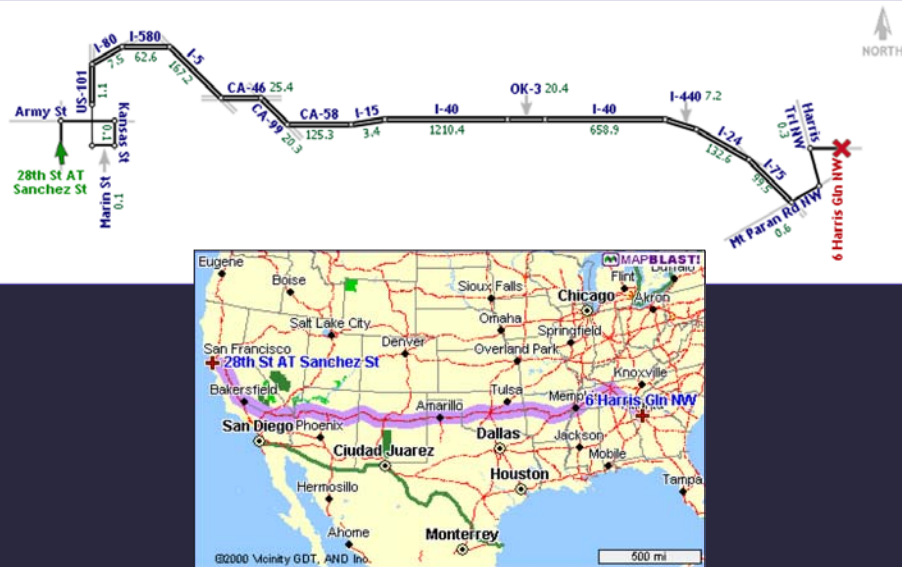 I-80
7.5
I-580
62.6
I-5
167.2
US-101
1.1
CA-46 25.4
CA-99
20.3
CA-58
125.3
I-15
3.4
I-40
1210.4
OK-3 20.4
I-40
658.9
I-440 7.2
I-24
132.6
I-75
99.5
Harris
Trl NW
0.3
NORTH
Army St
Kansas St
0.1
Marin St
0.1
28th St AT
Sanchez St
Mt Paran Rd NW
0.6
6 Harris Gln NW
MAPBLAST!
Eugene
Boise
Sioux Falls
Flint
Buffalo
Chicago
Akron
Salt Lake City
Omaha
Springfield
San Francisco
Denver
Overland Park
28th St AT Sanchez St
Knoxville
Bakersfield
Tulsa
Memp
6 Harris Gln NW
Amarillo
San Diego
Phoenix
Dallas
Jackson
Ciudad Juarez
Mobile
Houston
Tampa
Hermosillo
Ahome
Monterrey
©2000 Vicinity GDT, AND Inc.
500 mi